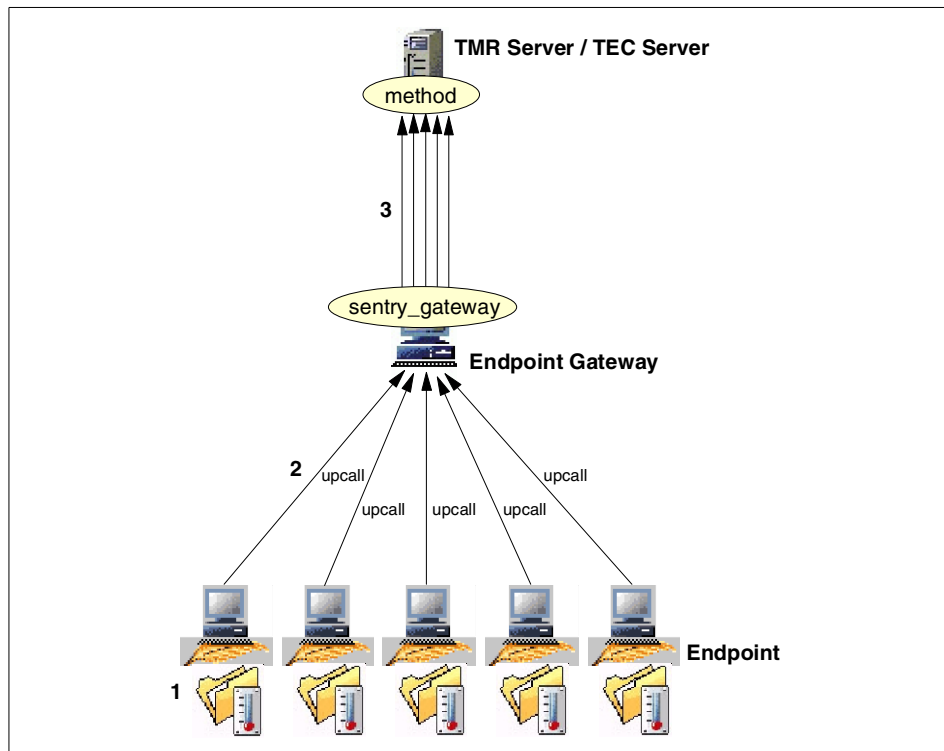 TMR Server / TEC Server
method
3
sentry_gateway
Endpoint Gateway
2
upcall
upcall
upcall
upcall
upcall
Endpoint
1